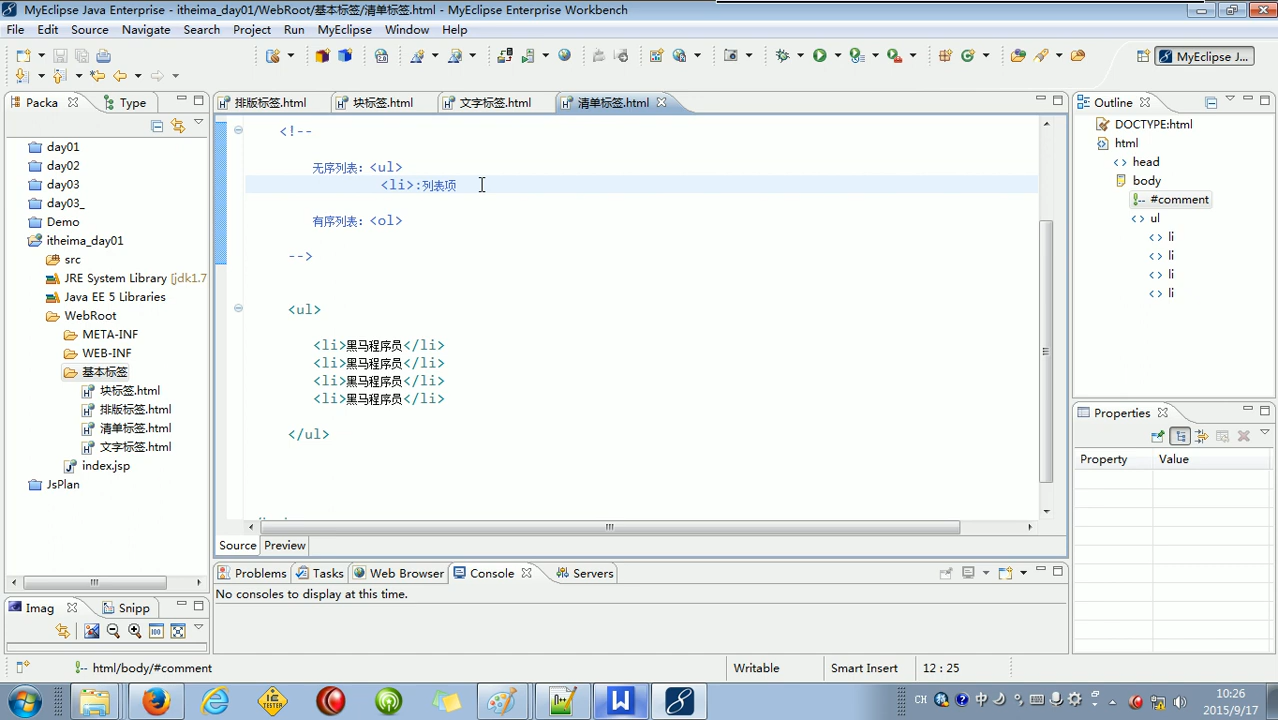 MyEclipse Java Enterprise - itheima_day01/WebRoot/基本标签/清单标签.html - MyEclipse Enterprise Workbench
File Edit Source Navigate Search Project Run MyEclipse Window Help
MyEclipse J...
Packa Type
排版标签.html 块标签.html 文字标签.html 清单标签.html
Outline
day01
day02
day03
day03_
Demo
itheima_day01
src
JRE System Library [jdk1.7
Java EE 5 Libraries
WebRoot
META-INF
WEB-INF
基本标签
块标签.html
排版标签.html
清单标签.html
文字标签.html
index.jsp
JsPlan
<!--
无序列表：<ul>
<li>:列表项
有序列表：<ol>
-->
<ul>
<li>黑马程序员</li>
<li>黑马程序员</li>
<li>黑马程序员</li>
<li>黑马程序员</li>
</ul>
Source Preview
DOCTYPE:html
html
head
body
#comment
ul
li
li
li
li
Properties
Property Value
Problems Tasks Web Browser Console Servers
No consoles to display at this time.
Imag Snipp
html/body/#comment
Writable Smart Insert 12 : 25
CH 中
10:26
2015/9/17